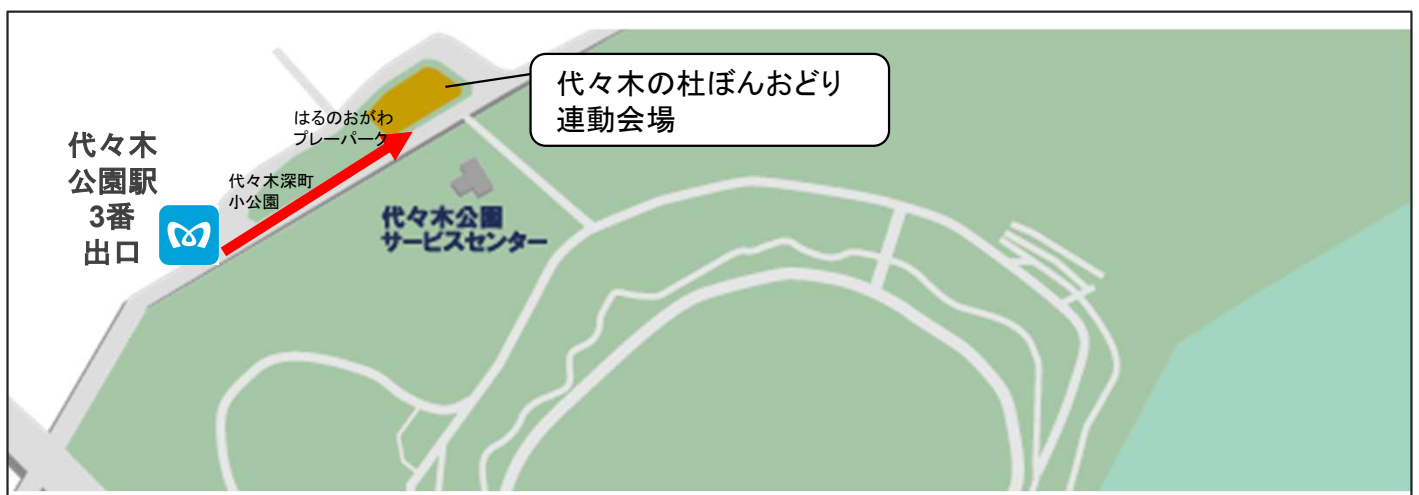 代々木の杜ぼんおどり
連動会場
はるのおがわ
プレーパーク
代々木
公園駅
3番
出口
代々木深町
小公園
代々木公園
サービスセンター